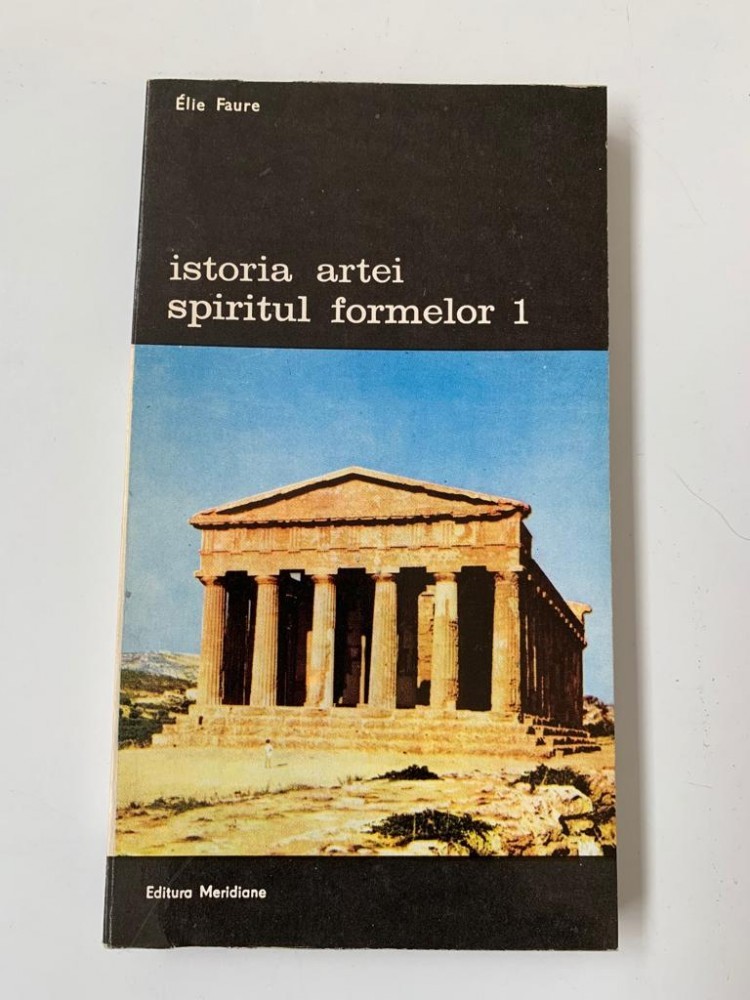 Élie Faure
istoria artei
spiritul formelor 1
Editura Meridiane